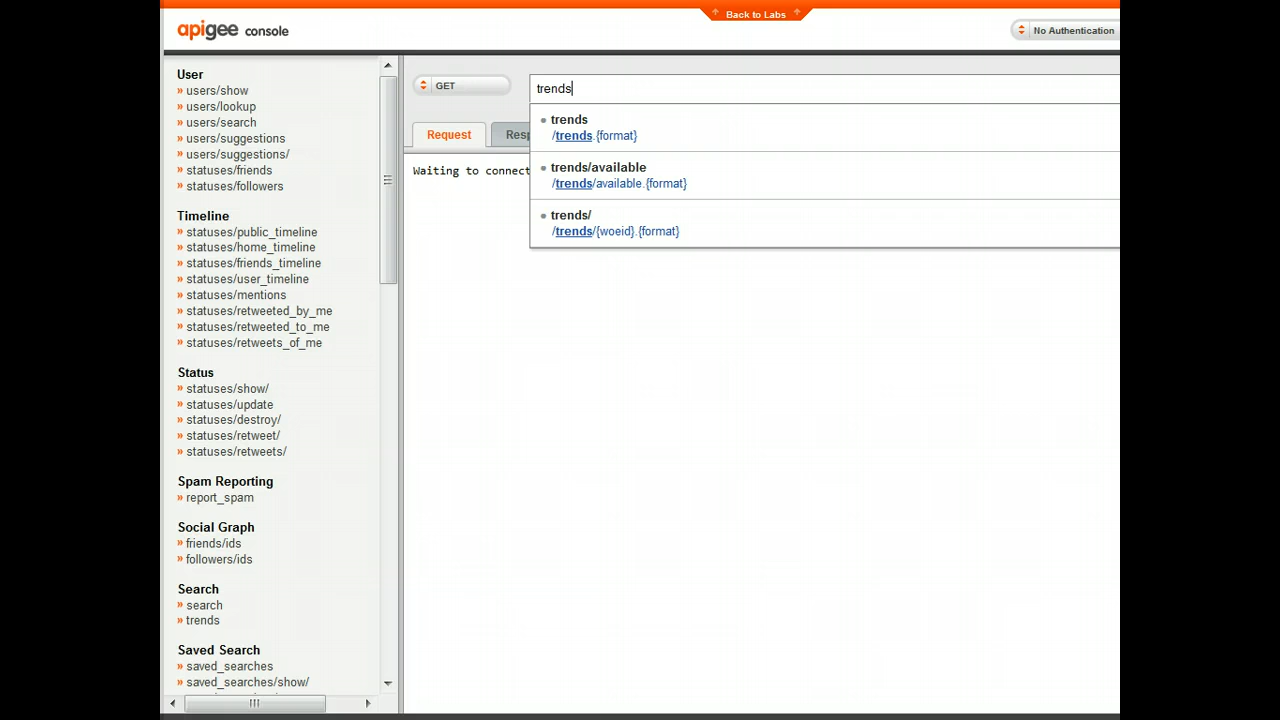 Back to Labs
apigee console
No Authentication
User
» users/show
» users/lookup
» users/search
» users/suggestions
» users/suggestions/
» statuses/friends
» statuses/followers
Timeline
» statuses/public_timeline
» statuses/home_timeline
» statuses/friends_timeline
» statuses/user_timeline
» statuses/mentions
» statuses/retweeted_by_me
» statuses/retweeted_to_me
» statuses/retweets_of_me
Status
» statuses/show/
» statuses/update
» statuses/destroy/
» statuses/retweet/
» statuses/retweets/
Spam Reporting
» report_spam
Social Graph
» friends/ids
» followers/ids
Search
» search
» trends
Saved Search
» saved_searches
» saved_searches/show/
GET
trends
Request
Resp
Waiting to connect
trends
/trends.{format}
trends/available
/trends/available.{format}
trends/
/trends/{woeid}.{format}